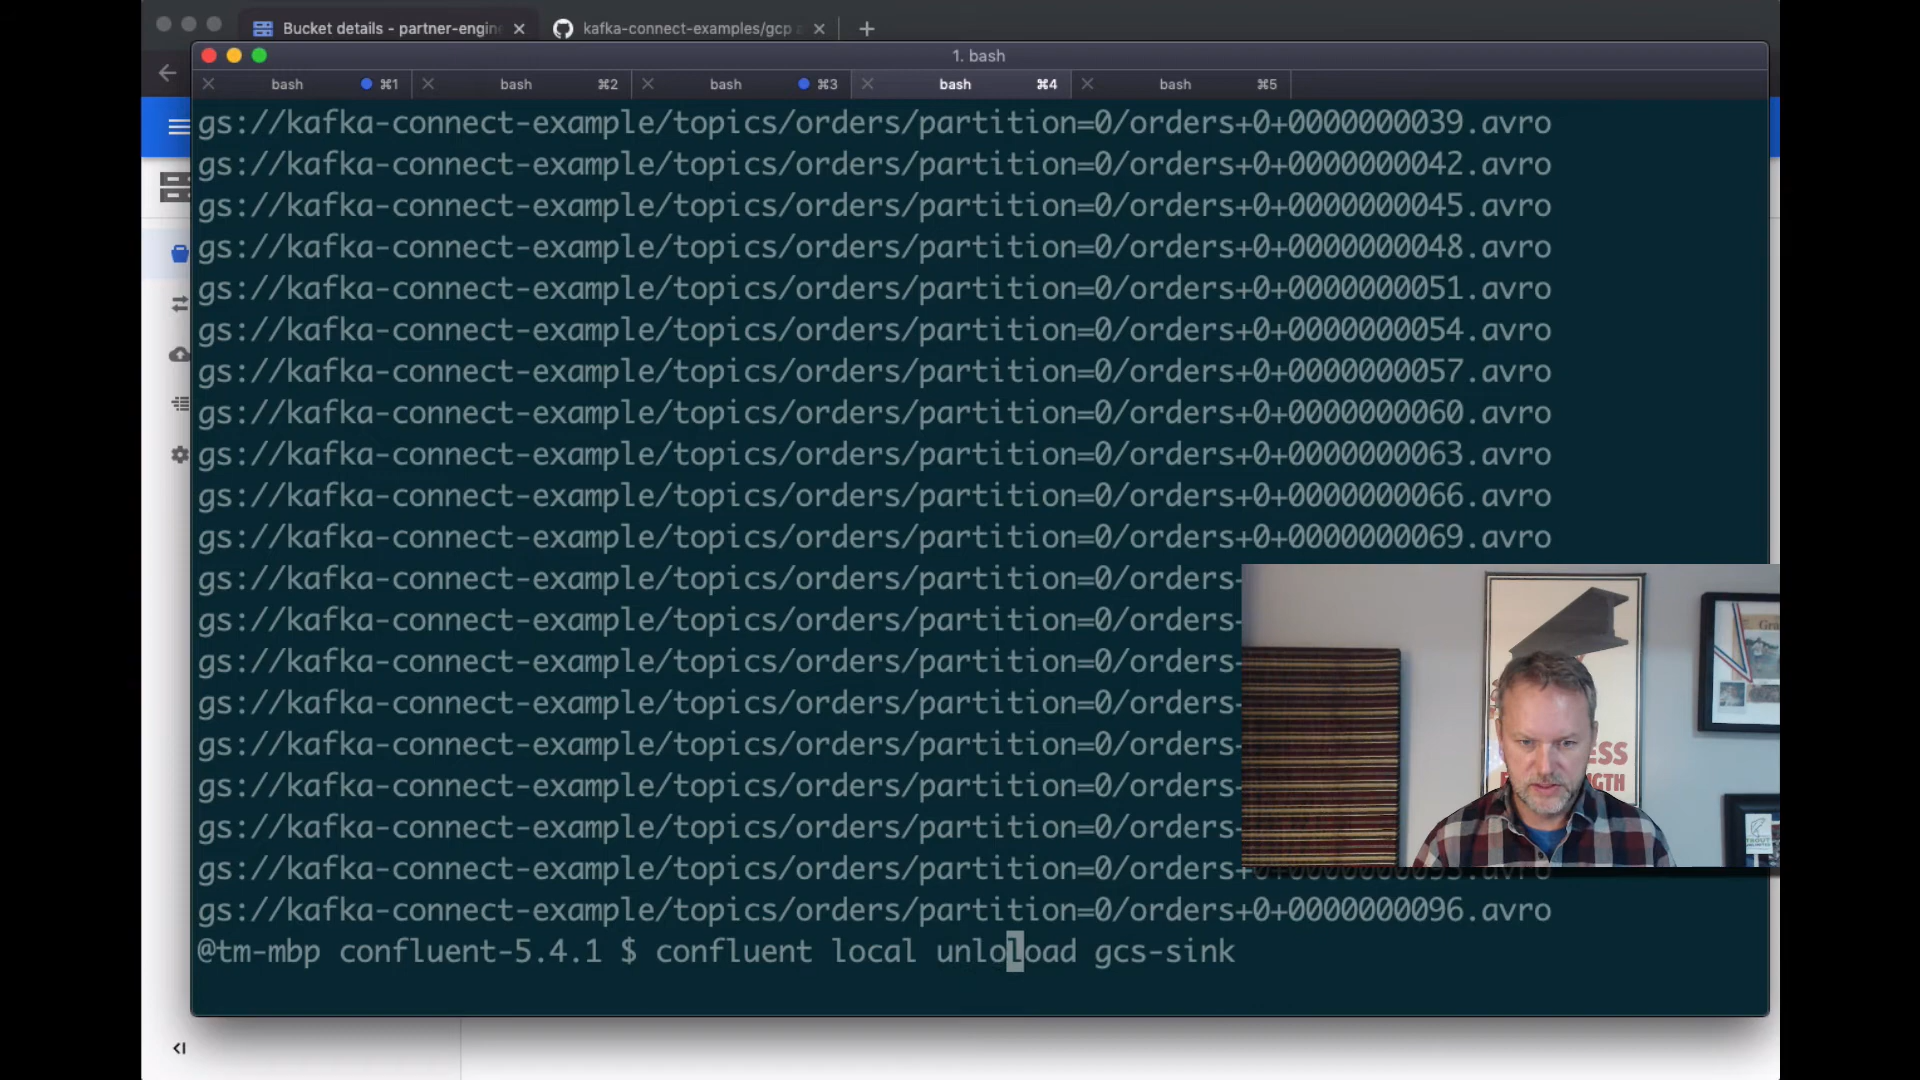 Bucket details - partner-engin
kafka-connect-examples/gcp a
1. bash
bash ⌘1 bash ⌘2 bash ⌘3 bash ⌘4 bash ⌘5
gs://kafka-connect-example/topics/orders/partition=0/orders+0+0000000039.avro
gs://kafka-connect-example/topics/orders/partition=0/orders+0+0000000042.avro
gs://kafka-connect-example/topics/orders/partition=0/orders+0+0000000045.avro
gs://kafka-connect-example/topics/orders/partition=0/orders+0+0000000048.avro
gs://kafka-connect-example/topics/orders/partition=0/orders+0+0000000051.avro
gs://kafka-connect-example/topics/orders/partition=0/orders+0+0000000054.avro
gs://kafka-connect-example/topics/orders/partition=0/orders+0+0000000057.avro
gs://kafka-connect-example/topics/orders/partition=0/orders+0+0000000060.avro
gs://kafka-connect-example/topics/orders/partition=0/orders+0+0000000063.avro
gs://kafka-connect-example/topics/orders/partition=0/orders+0+0000000066.avro
gs://kafka-connect-example/topics/orders/partition=0/orders+0+0000000069.avro
gs://kafka-connect-example/topics/orders/partition=0/orders
gs://kafka-connect-example/topics/orders/partition=0/orders
gs://kafka-connect-example/topics/orders/partition=0/orders
gs://kafka-connect-example/topics/orders/partition=0/orders
gs://kafka-connect-example/topics/orders/partition=0/orders
gs://kafka-connect-example/topics/orders/partition=0/orders
gs://kafka-connect-example/topics/orders/partition=0/orders
gs://kafka-connect-example/topics/orders/partition=0/orders+0+0000000093.avro
gs://kafka-connect-example/topics/orders/partition=0/orders+0+0000000096.avro
@tm-mbp confluent-5.4.1 $ confluent local unloload gcs-sink